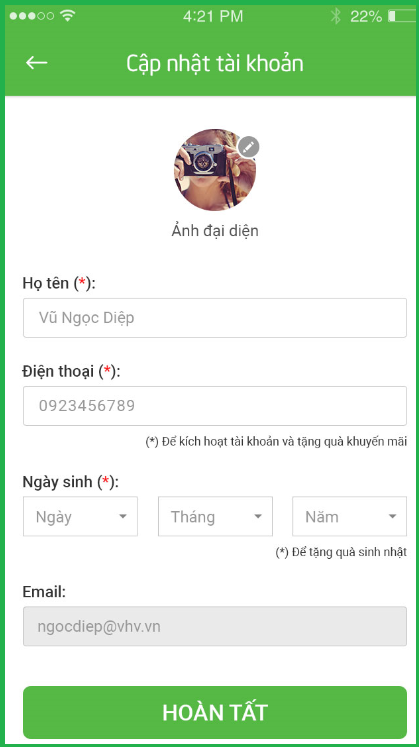 4:21 PM 22%
Cập nhật tài khoản
Ảnh đại diện
Họ tên (*):
Vũ Ngọc Diệp
Điện thoại (*):
0923456789
(*) Để kích hoạt tài khoản và tặng quà khuyến mãi
Ngày sinh (*):
Ngày Tháng Năm
(*) Để tặng quà sinh nhật
Email:
ngocdiep@vhv.vn
HOÀN TẤT